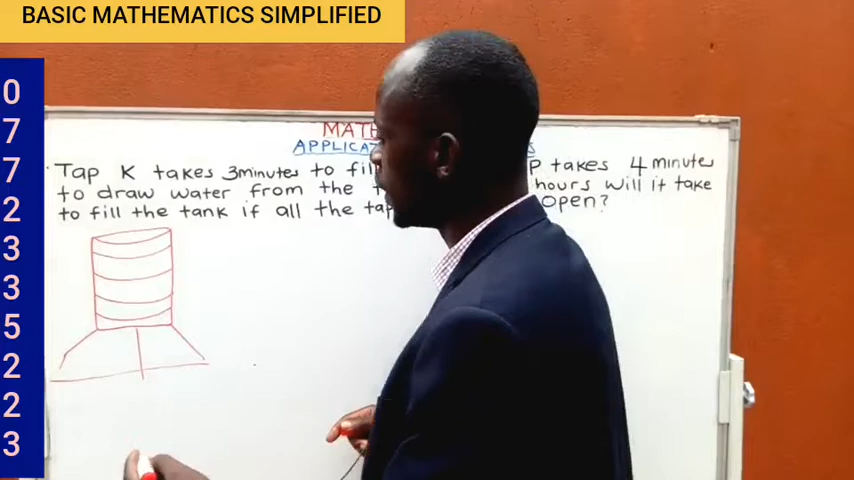 BASIC MATHEMATICS SIMPLIFIED
0
7
7
2
3
3
5
2
2
3
MATH
APPLICAT
Tap K takes 3minutes to fill P takes 4 minutes
to draw water from the hours will it take
to fill the tank if all the tap open?